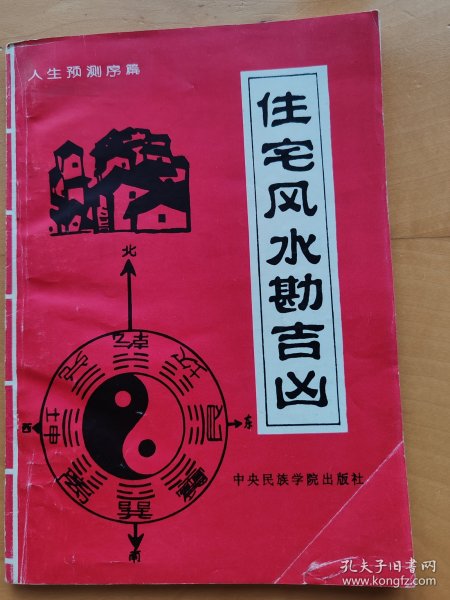 人生预测序篇
住宅风水勘吉凶
北
东
西
南
中央民族学院出版社
孔夫子旧书网
www.kongfz.com